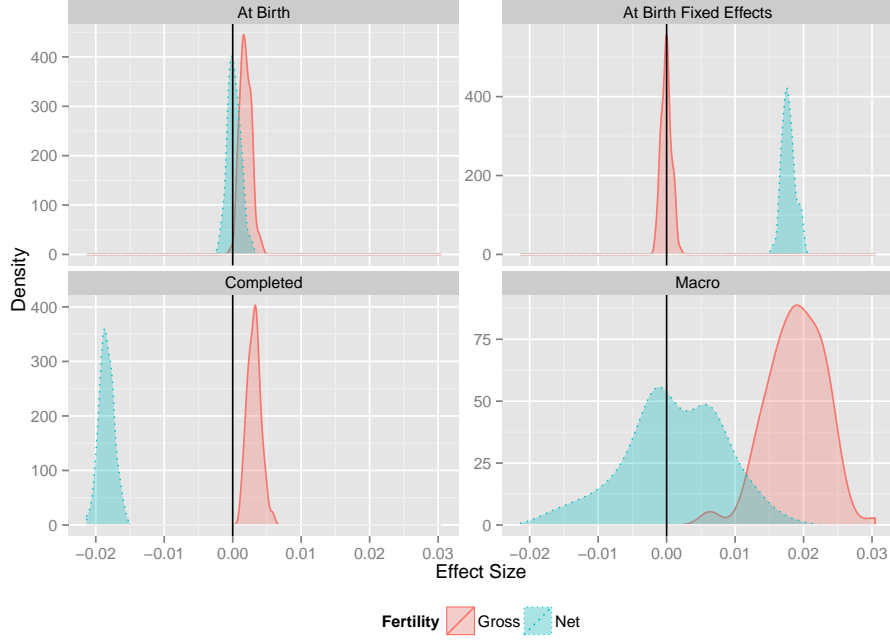 At Birth
At Birth Fixed Effects
400
300
200
100
0
400
200
0
Density
Completed
Macro
400
300
200
100
0
75
50
25
0
−0.02 −0.01 0.00 0.01 0.02 0.03
−0.02 −0.01 0.00 0.01 0.02 0.03
Effect Size
Fertility Gross Net